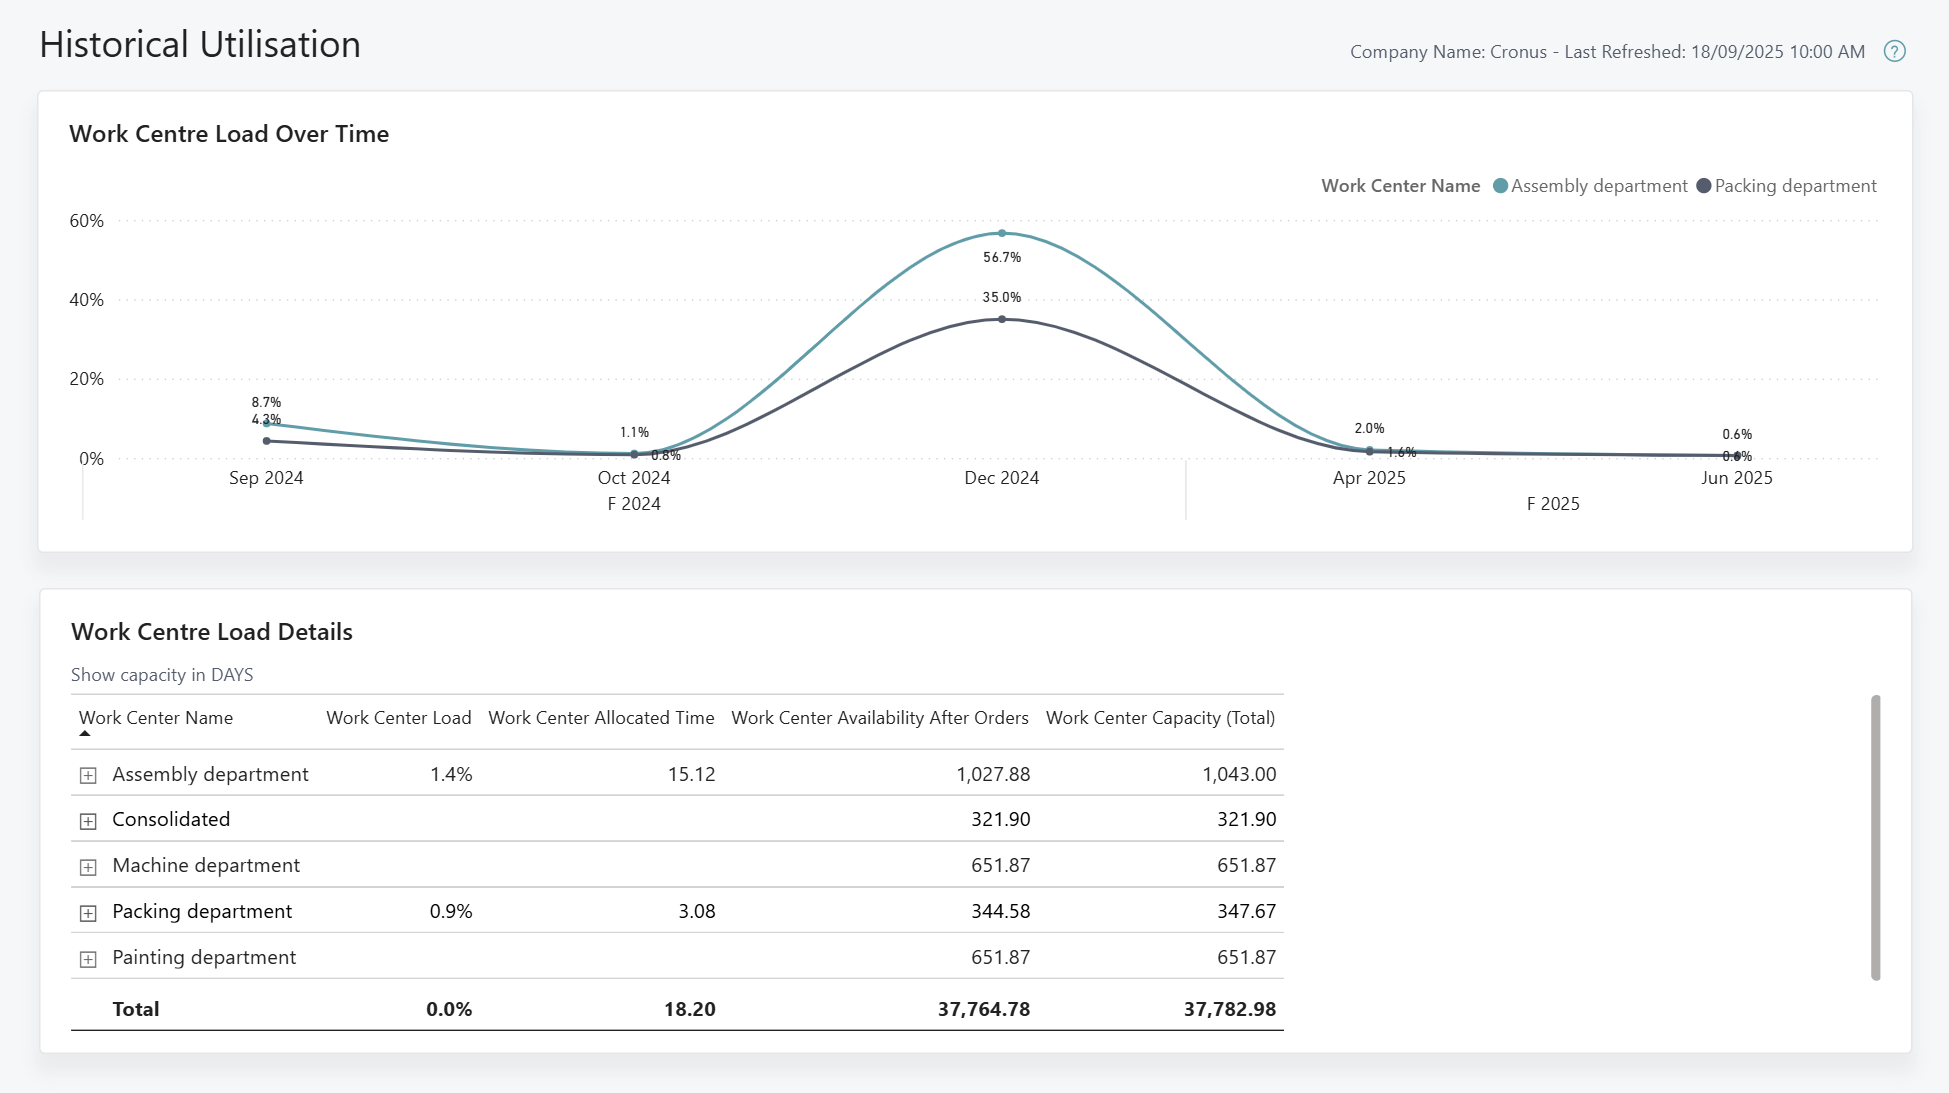 Historical Utilisation
Company Name: Cronus - Last Refreshed: 18/09/2025 10:00 AM
?
Work Centre Load Over Time
Work Center Name Assembly department Packing department
60%
40%
20%
0%
56.7%
35.0%
8.7%
4.3%
1.1%
0.8%
2.0%
1.6%
0.6%
Sep 2024 Oct 2024 Dec 2024 Apr 2025 Jun 2025
F 2024 F 2025
Work Centre Load Details
Show capacity in DAYS
Work Center Name Work Center Load Work Center Allocated Time Work Center Availability After Orders Work Center Capacity (Total)
Assembly department 1.4% 15.12 1,027.88 1,043.00
Consolidated 321.90 321.90
Machine department 651.87 651.87
Packing department 0.9% 3.08 344.58 347.67
Painting department 651.87 651.87
Total 0.0% 18.20 37,764.78 37,782.98